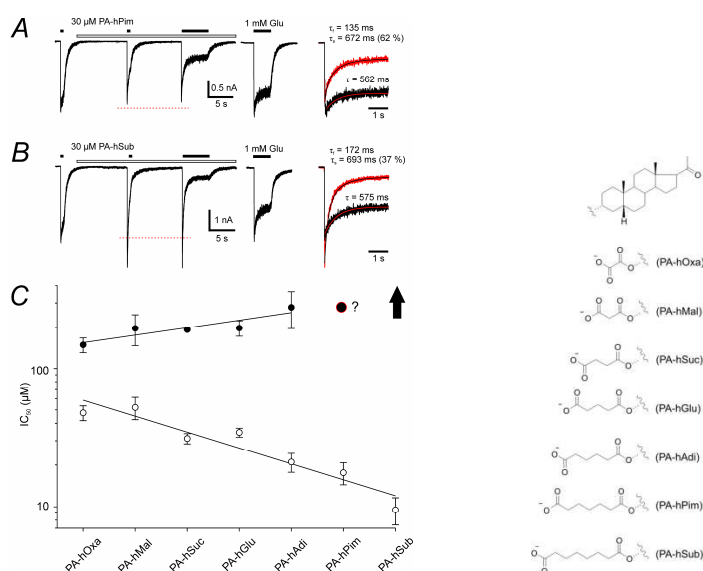 A
30 µM PA-hPim
1 mM Glu
τf = 135 ms
τs = 672 ms (62 %)
τ = 562 ms
0.5 nA
5 s
1 s
B
30 µM PA-hSub
1 mM Glu
τf = 172 ms
τs = 693 ms (37 %)
τ = 575 ms
1 nA
5 s
1 s
C
?
100
10
IC50 (µM)
PA-hOxa
PA-hMal
PA-hSuc
PA-hGlu
PA-hAdi
PA-hPim
PA-hSub
O
H
O
O
O
O
(PA-hOxa)
O
O
O
O
(PA-hMal)
O
O
O
O
(PA-hSuc)
O
O
O
O
(PA-hGlu)
O
O
O
O
(PA-hAdi)
O
O
O
O
(PA-hPim)
O
O
O
O
(PA-hSub)